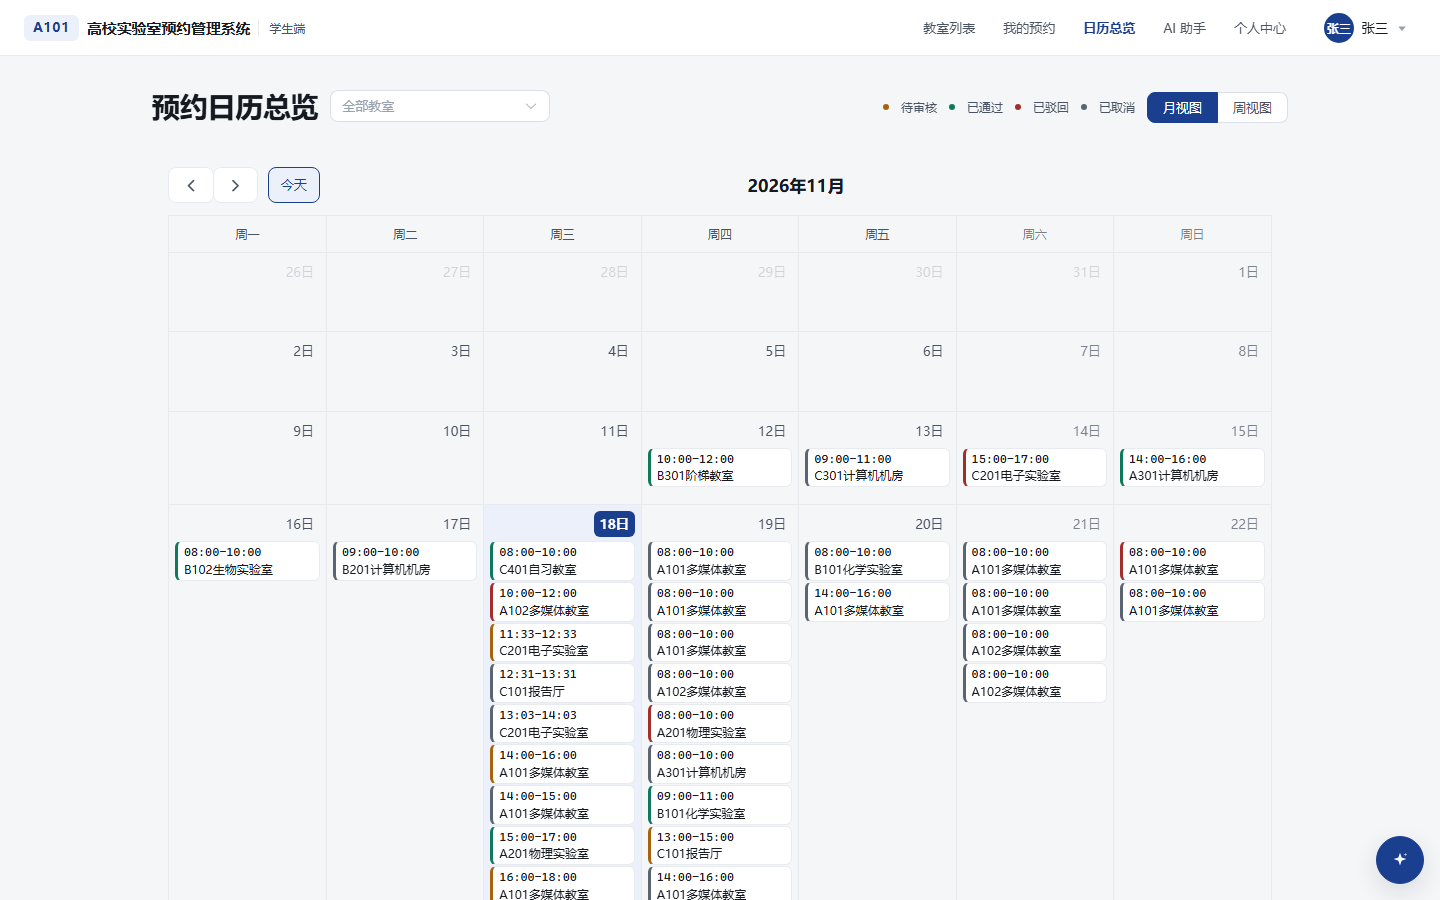 A101 高校实验室预约管理系统 学生端 教室列表 我的预约 日历总览 AI 助手 个人中心 张三 张三
预约日历总览 全部教室 待审核 已通过 已驳回 已取消 月视图 周视图
今天 2026年11月
周一 周二 周三 周四 周五 周六 周日
26日 27日 28日 29日 30日 31日 1日
2日 3日 4日 5日 6日 7日 8日
9日 10日 11日 12日 13日 14日 15日
10:00-12:00 09:00-11:00 15:00-17:00 14:00-16:00
B301阶梯教室 C301计算机机房 C201电子实验室 A301计算机机房
16日 17日 18日 19日 20日 21日 22日
08:00-10:00 09:00-10:00 08:00-10:00 08:00-10:00 08:00-10:00 08:00-10:00 08:00-10:00
B102生物实验室 B201计算机机房 C401自习教室 A101多媒体教室 B101化学实验室 A101多媒体教室 A101多媒体教室
10:00-12:00 08:00-10:00 14:00-16:00 08:00-10:00 08:00-10:00
A102多媒体教室 A101多媒体教室 A101多媒体教室 A101多媒体教室 A101多媒体教室
11:33-12:33 08:00-10:00 08:00-10:00
C201电子实验室 A101多媒体教室 A102多媒体教室
12:31-13:31 08:00-10:00 08:00-10:00
C101报告厅 A102多媒体教室 A102多媒体教室
13:03-14:03 08:00-10:00
C201电子实验室 A201物理实验室
14:00-16:00 08:00-10:00
A101多媒体教室 A301计算机机房
14:00-15:00 09:00-11:00
A101多媒体教室 B101化学实验室
15:00-17:00 13:00-15:00
A201物理实验室 C101报告厅
16:00-18:00 14:00-16:00
A101多媒体教室 A101多媒体教室